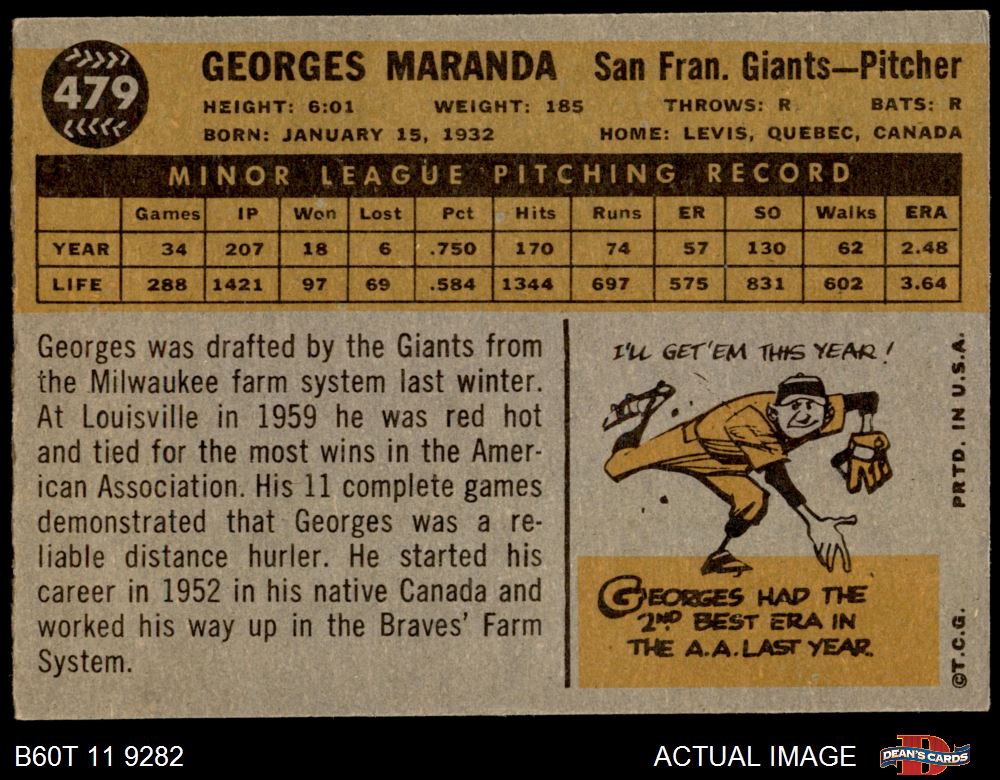 479
GEORGES MARANDA San Fran. Giants—Pitcher
HEIGHT: 6:01 WEIGHT: 185 THROWS: R BATS: R
BORN: JANUARY 15, 1932 HOME: LEVIS, QUEBEC, CANADA
MINOR LEAGUE PITCHING RECORD
Games IP Won Lost Pct Hits Runs ER SO Walks ERA
YEAR 34 207 18 6 .750 170 74 57 130 62 2.48
LIFE 288 1421 97 69 .584 1344 697 575 831 602 3.64
Georges was drafted by the Giants from
the Milwaukee farm system last winter.
At Louisville in 1959 he was red hot
and tied for the most wins in the Amer-
ican Association. His 11 complete games
demonstrated that Georges was a re-
liable distance hurler. He started his
career in 1952 in his native Canada and
worked his way up in the Braves' Farm
System.
I'LL GET 'EM THIS YEAR!
GEORGES HAD THE
2ND BEST ERA IN
THE A.A. LAST YEAR.
PRTD. IN U.S.A.
©T.C.G.
B60T 11 9282
ACTUAL IMAGE
DEAN'S CARDS